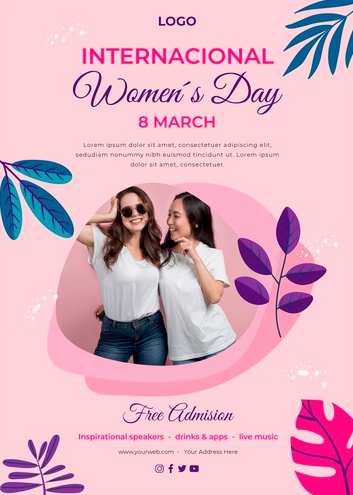 LOGO
INTERNACIONAL
Women´s Day
8 MARCH
Lorem ipsum dolor sit amet, consectetuer adipiscing elit,
sedadipisum nonummy nibh euismod tincidunt. Lorem ipsum
dolor sit amet, consectetuer.
Free Admision
Inspirational speakers - drinks & apps - live music
www.yourweb.com - Your Address Here